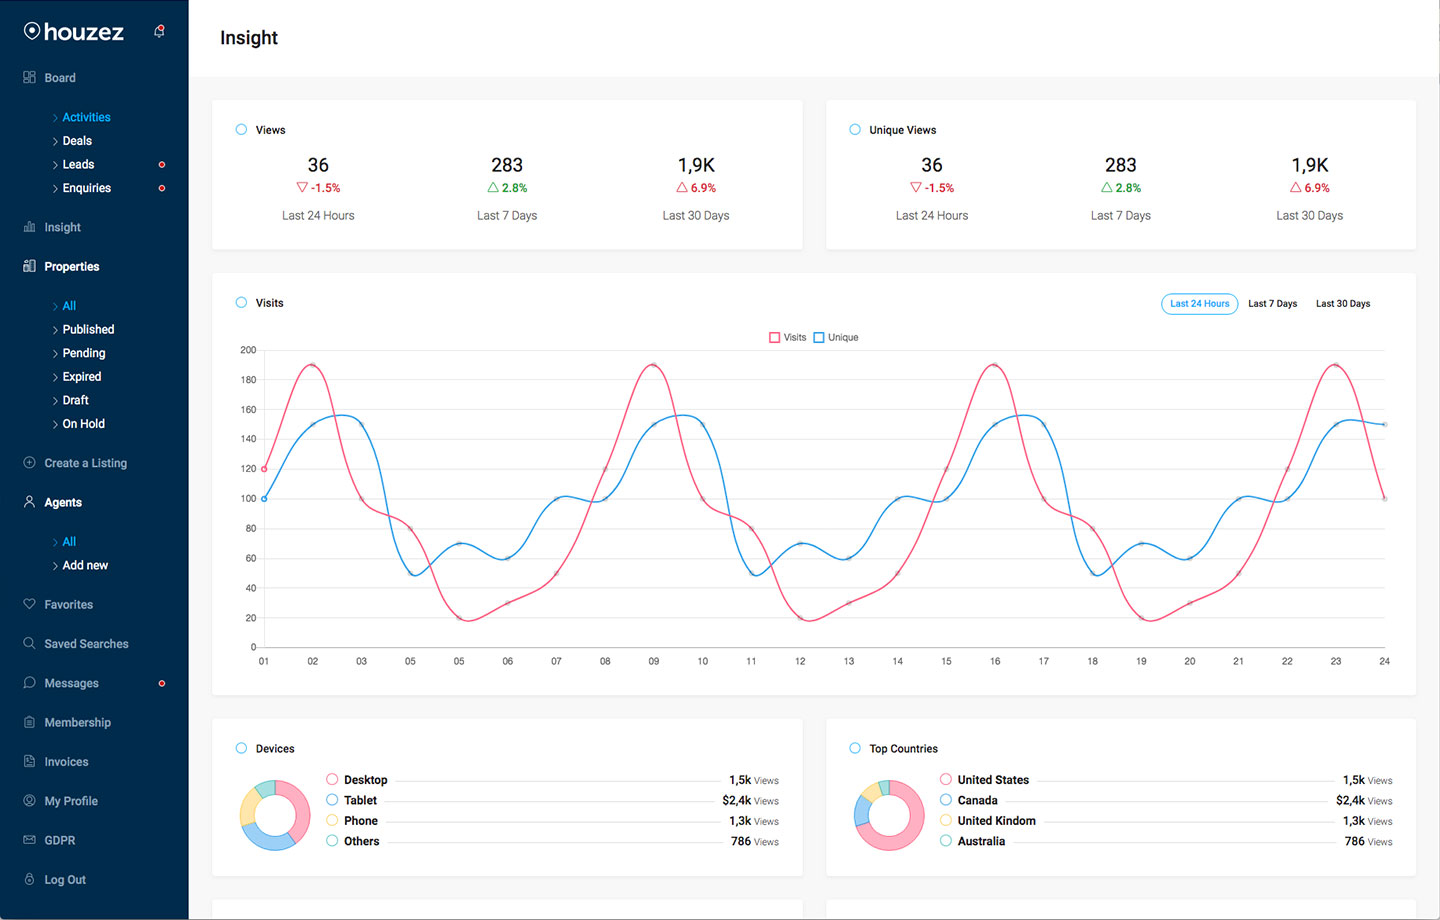 houzez
Board
Activities
Deals
Leads
Enquiries
Insight
Properties
All
Published
Pending
Expired
Draft
On Hold
Create a Listing
Agents
All
Add new
Favorites
Saved Searches
Messages
Membership
Invoices
My Profile
GDPR
Log Out
Insight
Views
36 283 1,9K
-1.5% 2.8% 6.9%
Last 24 Hours Last 7 Days Last 30 Days
Unique Views
36 283 1,9K
-1.5% 2.8% 6.9%
Last 24 Hours Last 7 Days Last 30 Days
Visits
Last 24 Hours Last 7 Days Last 30 Days
Visits Unique
200
180
160
140
120
100
80
60
40
20
0
01 02 03 05 05 06 07 08 09 10 11 12 13 14 15 16 17 18 19 20 21 22 23 24
Devices
Desktop 1,5k Views
Tablet $2,4k Views
Phone 1,3k Views
Others 786 Views
Top Countries
United States 1,5k Views
Canada $2,4k Views
United Kindom 1,3k Views
Australia 786 Views